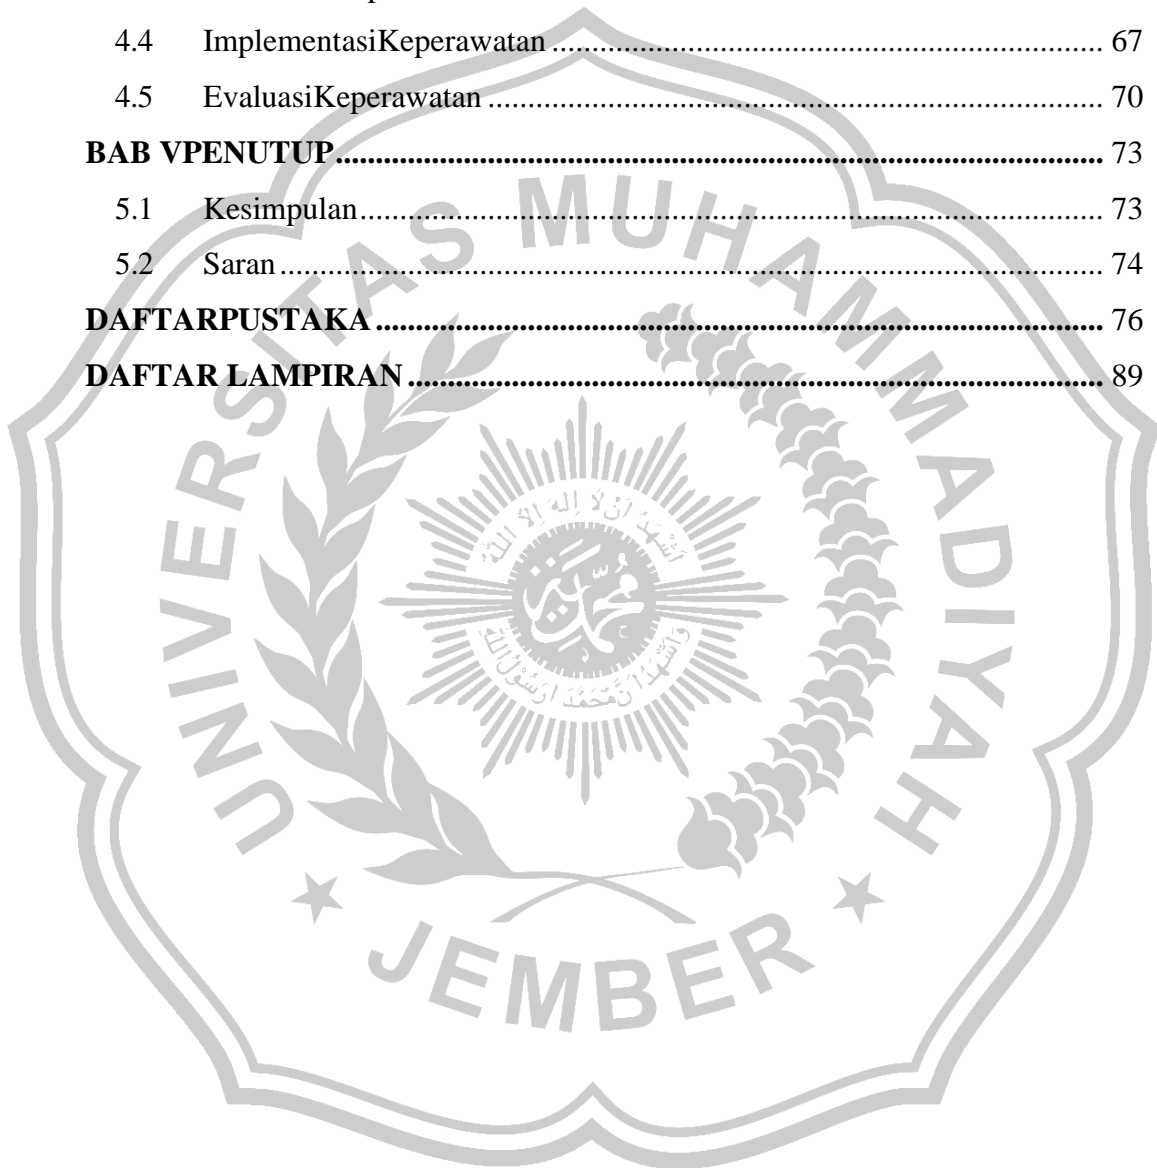 4.4 ImplementasiKeperawatan 67
4.5 EvaluasiKeperawatan 70
BAB VPENUTUP 73
5.1 Kesimpulan 73
5.2 Saran 74
DAFTARPUSTAKA 76
DAFTAR LAMPIRAN 89
UNIVERSITAS MUHAMMADIYAH
JEMBER